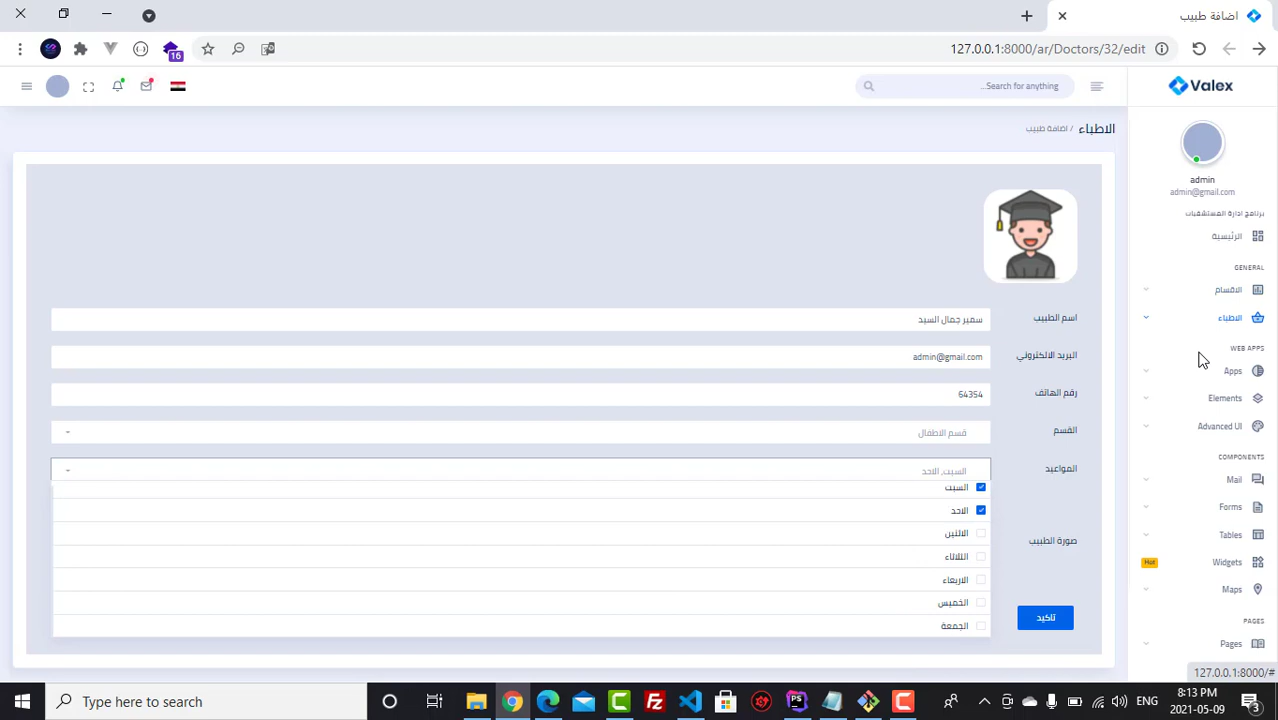 اضافة طبيب
127.0.0.1:8000/ar/Doctors/32/edit
16
Valex
Search for anything...
admin
admin@gmail.com
برنامج ادارة المستشفيات
الرئيسية
GENERAL
الاقسام
الاطباء
WEB APPS
Apps
Elements
Advanced UI
COMPONENTS
Mail
Forms
Tables
Widgets
Hot
Maps
PAGES
Pages
127.0.0.1:8000/#
الاطباء / اضافة طبيب
اسم الطبيب
سمير جمال السيد
البريد الالكتروني
admin@gmail.com
رقم الهاتف
64354
القسم
قسم الاطفال
المواعيد
السبت, الاحد
السبت
الاحد
الاثنين
الثلاثاء
الاربعاء
الخميس
الجمعة
صورة الطبيب
تاكيد
Type here to search
ENG
8:13 PM
2021-05-09
3